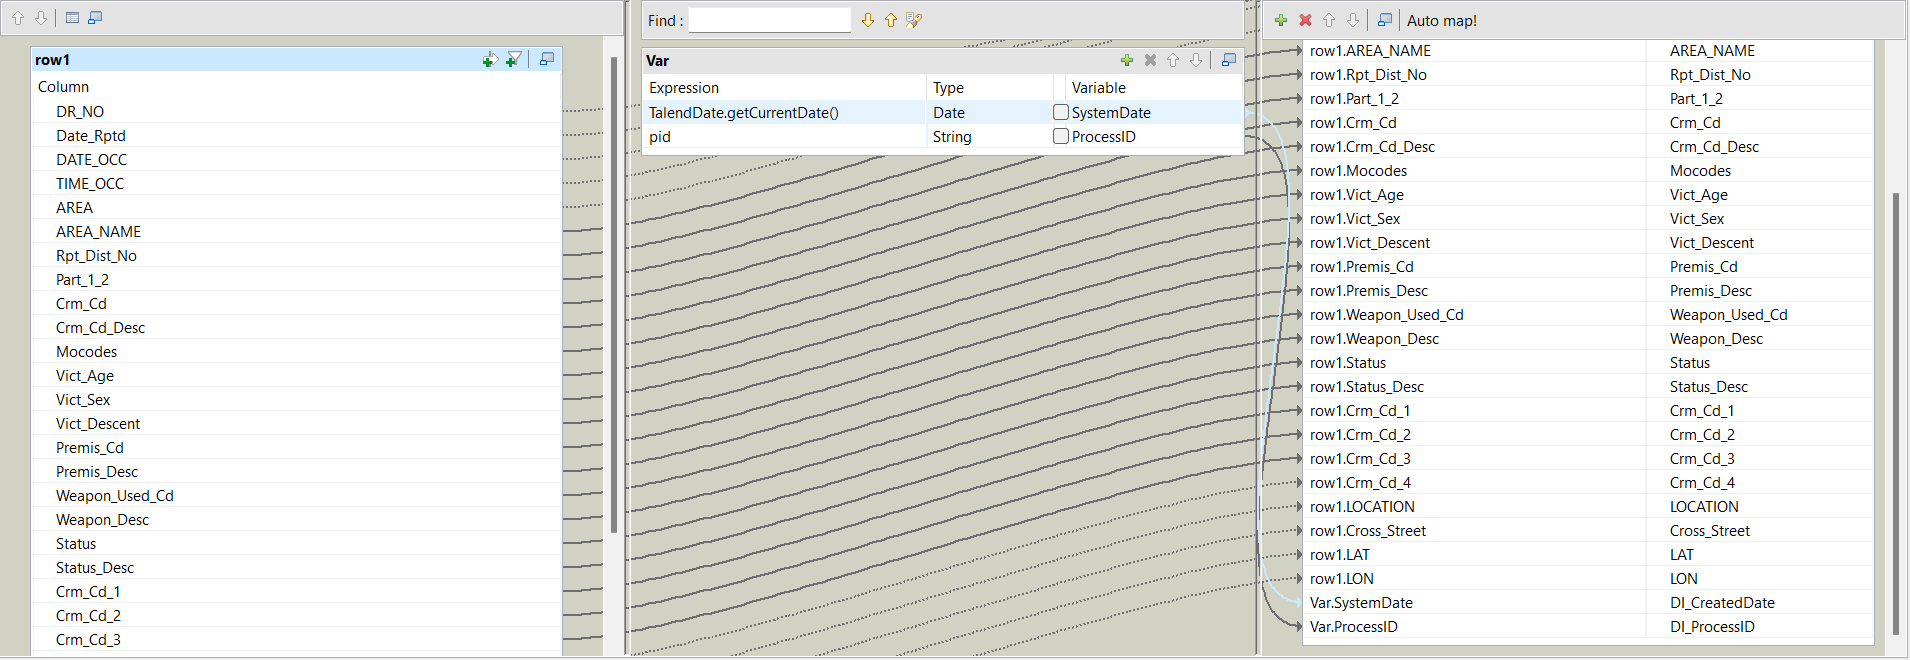 row1
Column
DR_NO
Date_Rptd
DATE_OCC
TIME_OCC
AREA
AREA_NAME
Rpt_Dist_No
Part_1_2
Crm_Cd
Crm_Cd_Desc
Mocodes
Vict_Age
Vict_Sex
Vict_Descent
Premis_Cd
Premis_Desc
Weapon_Used_Cd
Weapon_Desc
Status
Status_Desc
Crm_Cd_1
Crm_Cd_2
Crm_Cd_3
Find :
Var
Expression Type Variable
TalendDate.getCurrentDate() Date SystemDate
pid String ProcessID
Auto map!
row1.AREA_NAME AREA_NAME
row1.Rpt_Dist_No Rpt_Dist_No
row1.Part_1_2 Part_1_2
row1.Crm_Cd Crm_Cd
row1.Crm_Cd_Desc Crm_Cd_Desc
row1.Mocodes Mocodes
row1.Vict_Age Vict_Age
row1.Vict_Sex Vict_Sex
row1.Vict_Descent Vict_Descent
row1.Premis_Cd Premis_Cd
row1.Premis_Desc Premis_Desc
row1.Weapon_Used_Cd Weapon_Used_Cd
row1.Weapon_Desc Weapon_Desc
row1.Status Status
row1.Status_Desc Status_Desc
row1.Crm_Cd_1 Crm_Cd_1
row1.Crm_Cd_2 Crm_Cd_2
row1.Crm_Cd_3 Crm_Cd_3
row1.Crm_Cd_4 Crm_Cd_4
row1.LOCATION LOCATION
row1.Cross_Street Cross_Street
row1.LAT LAT
row1.LON LON
Var.SystemDate DI_CreatedDate
Var.ProcessID DI_ProcessID